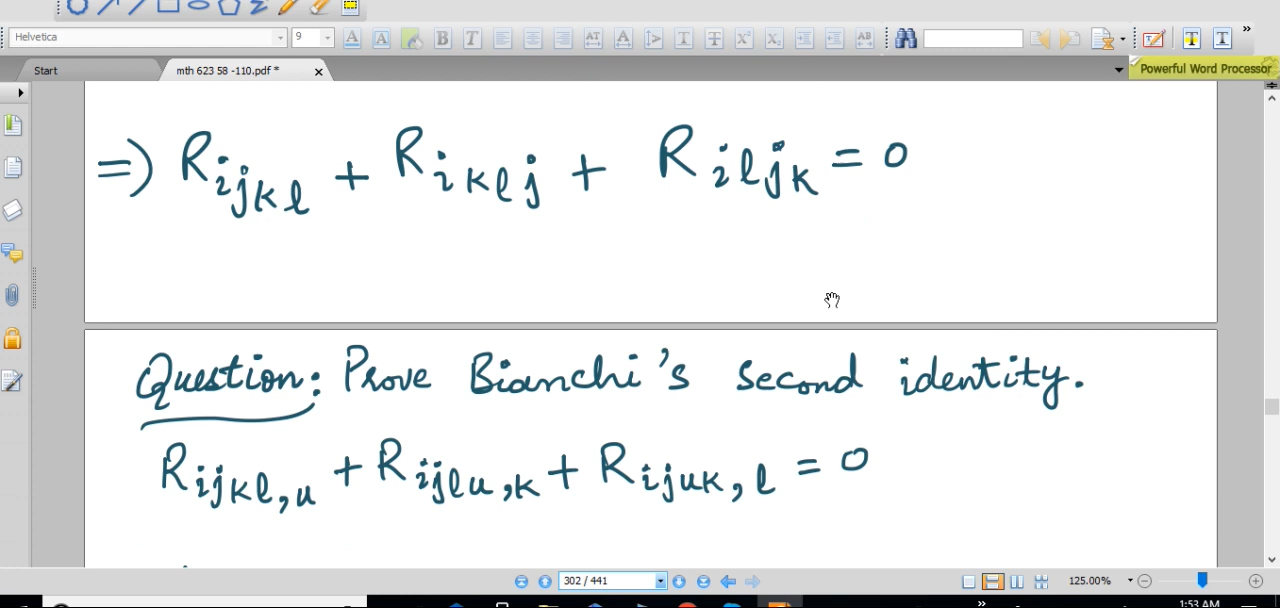 Helvetica 9
Start mth 623 58 -110.pdf * Powerful Word Processor
=) Rijkl + Riklj + Riljk = 0
Question: Prove Bianchi's second identity.
Rijkl,u + Rijlu,k + Rijuk,l = 0
302 / 441 125.00%
1:53 AM